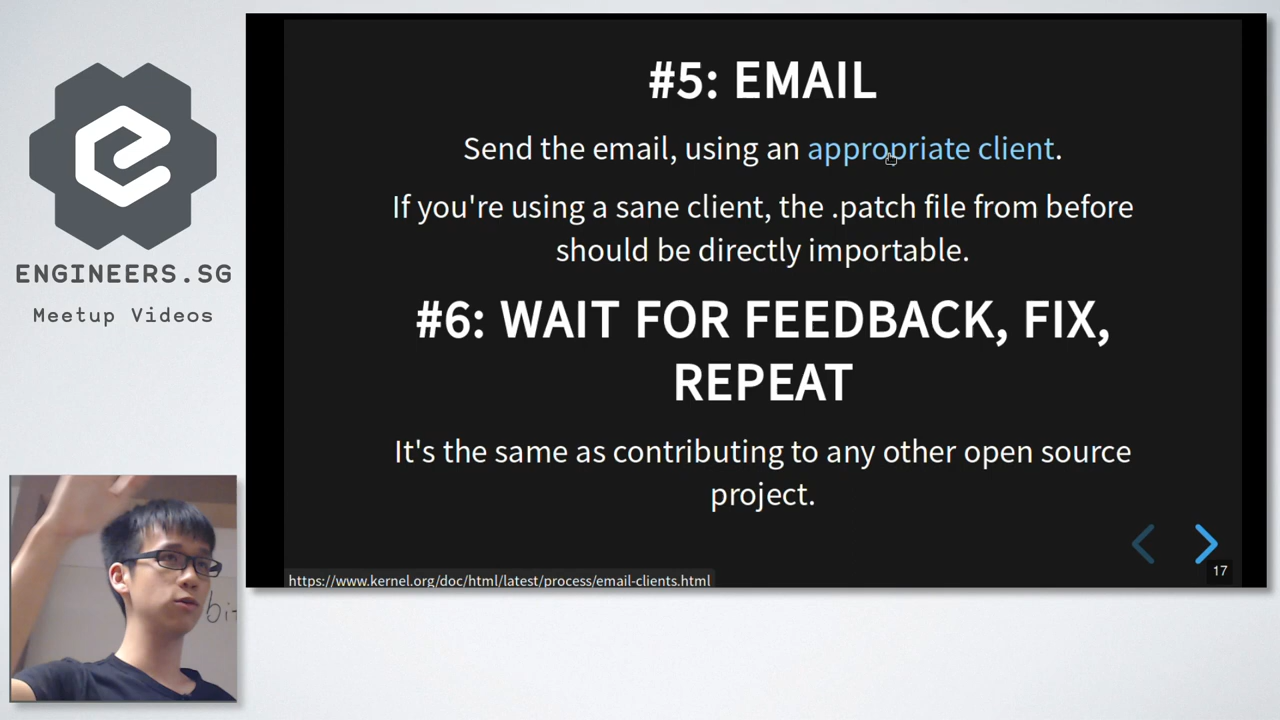 #5: EMAIL
Send the email, using an appropriate client.
If you're using a sane client, the .patch file from before
should be directly importable.
#6: WAIT FOR FEEDBACK, FIX,
REPEAT
It's the same as contributing to any other open source
project.
17
https://www.kernel.org/doc/html/latest/process/email-clients.html
ENGINEERS.SG
Meetup Videos
bi